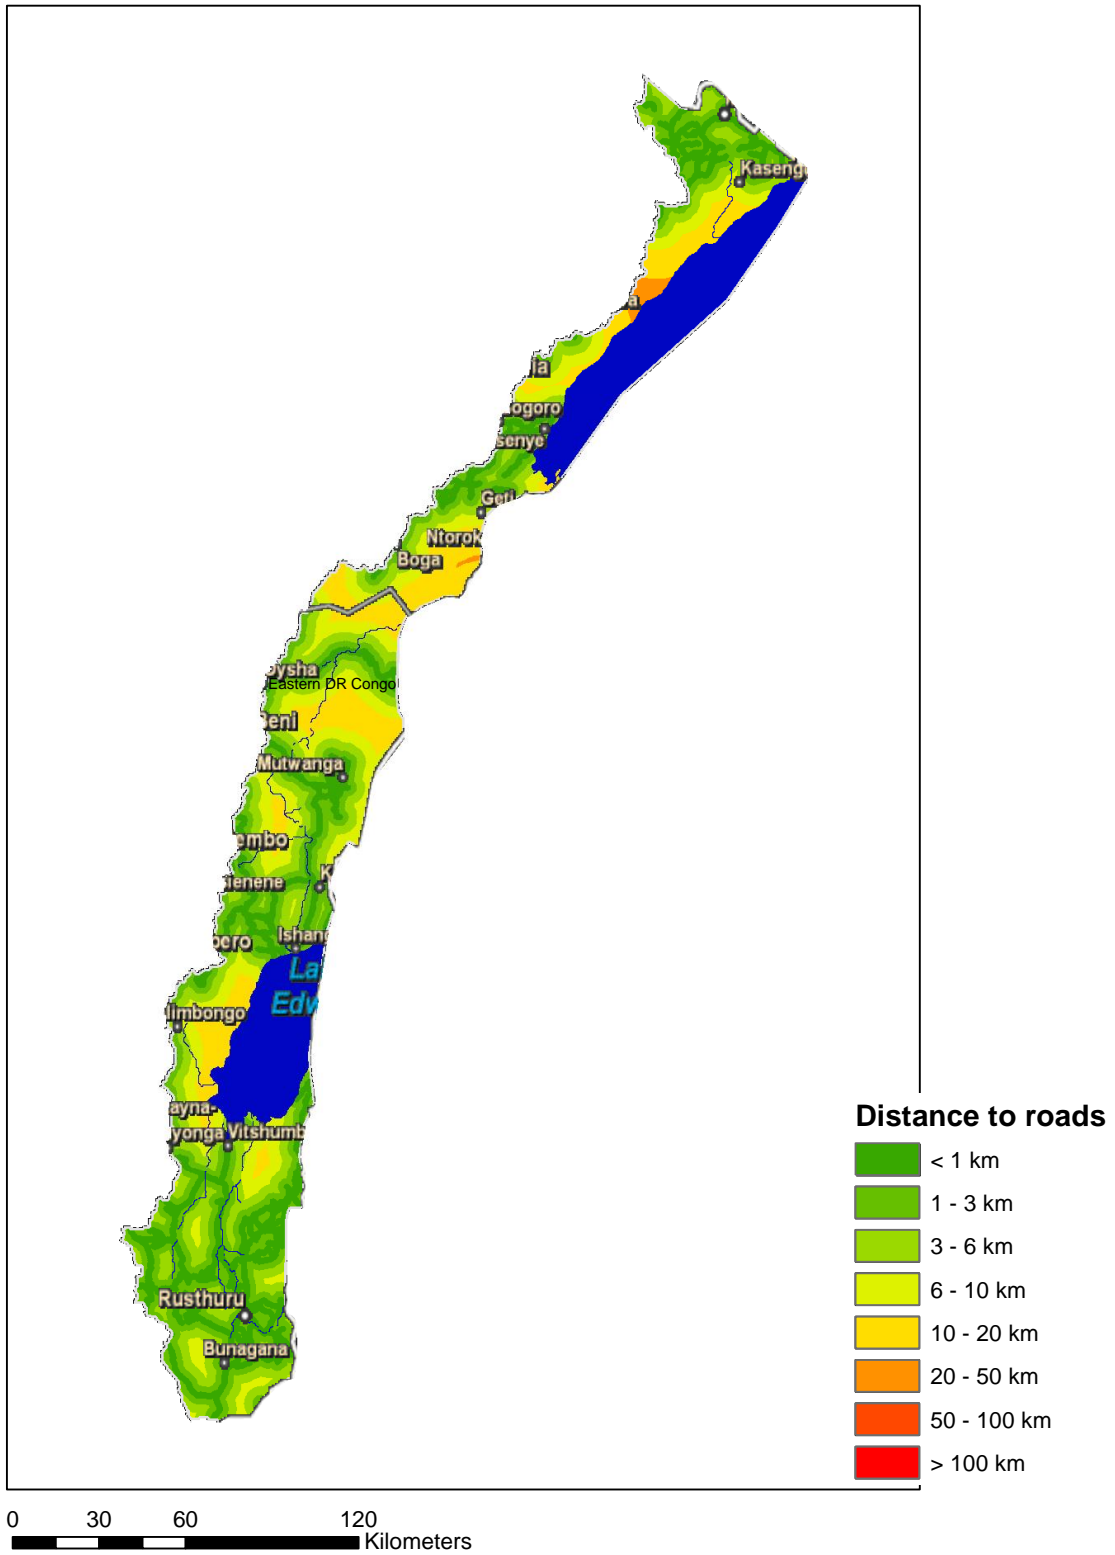 Kaseng
a
ia
ogoro
senye
Geti
Ntorok
Boga
oysha
Eastern DR Congo
Beni
Mutwanga
embo
ienene
K
Ishan
bero
La
Edw
limbongo
ayna-
yonga
Vitshumb
Rusthuru
Bunagana
Distance to roads
< 1 km
1 - 3 km
3 - 6 km
6 - 10 km
10 - 20 km
20 - 50 km
50 - 100 km
> 100 km
0 30 60 120
Kilometers